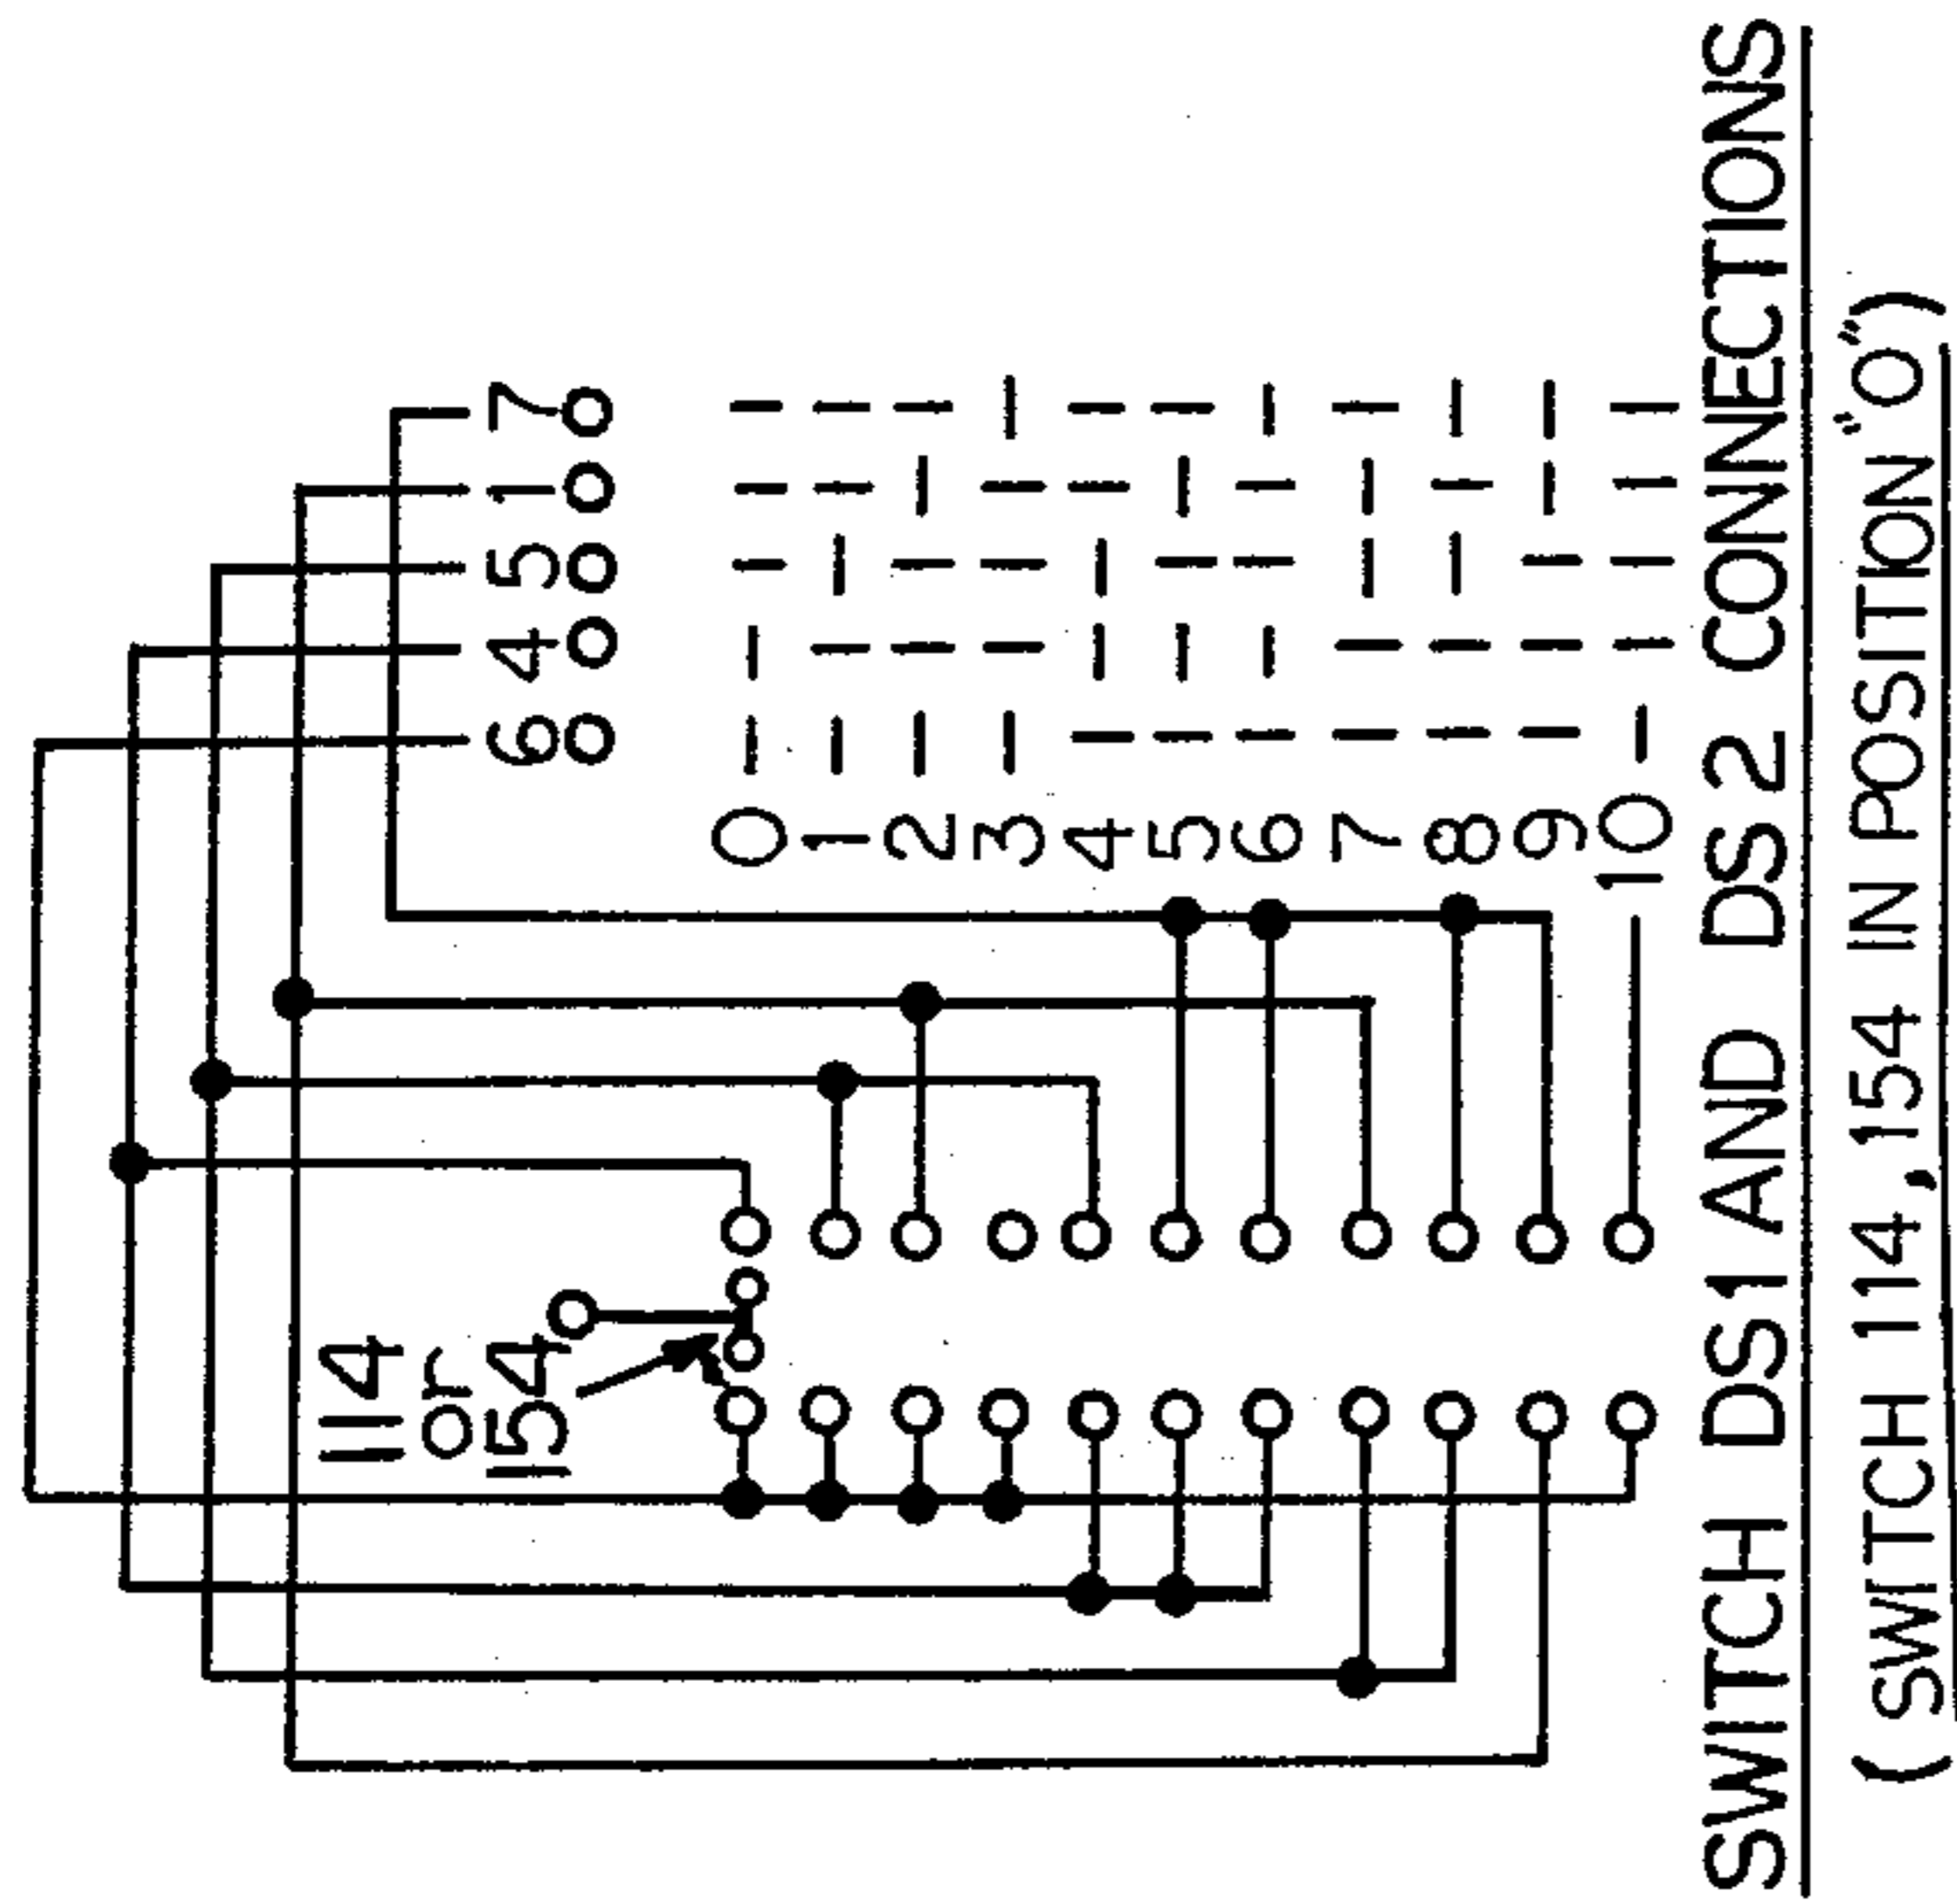 114
or
154 6 4 5 1 7
0 – – | | |
1 – | – | |
2 – | | – |
3 – | | | –
4 | – – | |
5 | – | – |
6 | – | | –
7 | | – – |
8 | | – | –
9 | | | – –
10 – | | | |
SWITCH DS1 AND DS2 CONNECTIONS
(SWITCH 114,154 IN POSITION "O")